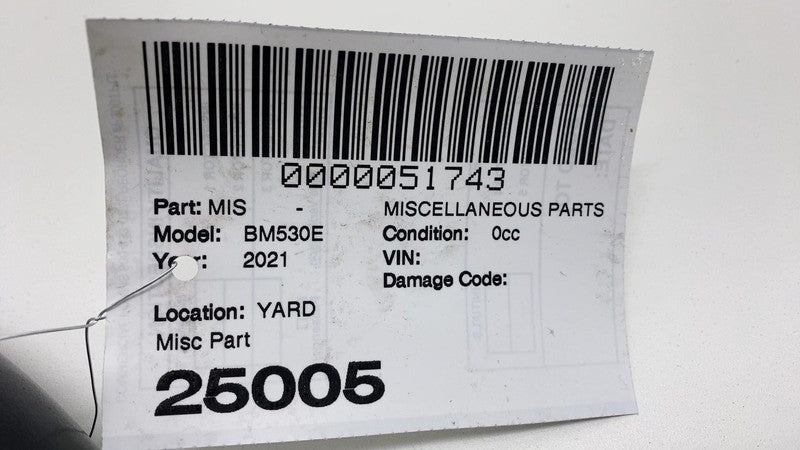 0000051743
Part: MIS - MISCELLANEOUS PARTS
Model: BM530E Condition: 0cc
Year: 2021 VIN:
Damage Code:
Location: YARD
Misc Part
25005